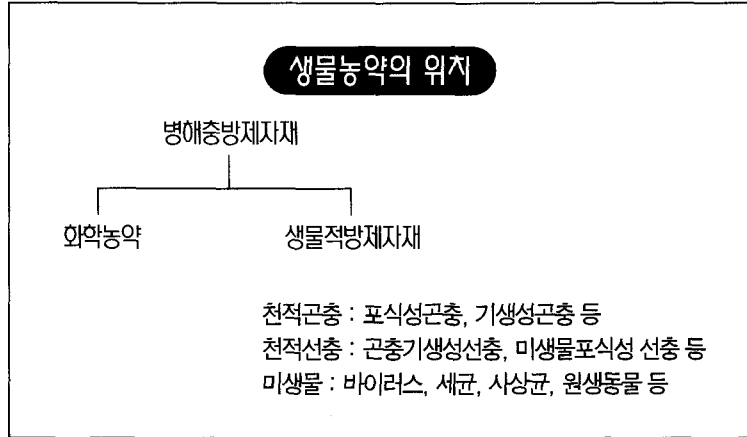 생물농약의 위치
병해충방제자재
화학농약 생물적방제자재
천적곤충 : 포식성곤충, 기생성곤충 등
천적선충 : 곤충기생성선충, 미생물포식성 선충 등
미생물 : 바이러스, 세균, 사상균, 원생동물 등